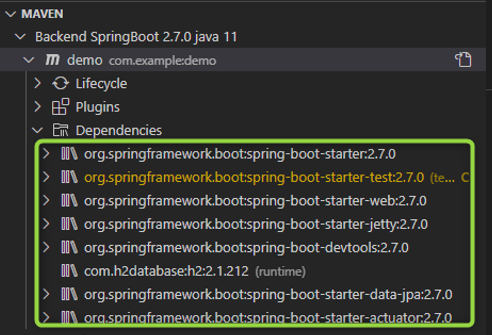 MAVEN
Backend SpringBoot 2.7.0 java 11
m demo com.example:demo
Lifecycle
Plugins
Dependencies
org.springframework.boot:spring-boot-starter:2.7.0
org.springframework.boot:spring-boot-starter-test:2.7.0 (te... C
org.springframework.boot:spring-boot-starter-web:2.7.0
org.springframework.boot:spring-boot-starter-jetty:2.7.0
org.springframework.boot:spring-boot-devtools:2.7.0
com.h2database:h2:2.1.212 (runtime)
org.springframework.boot:spring-boot-starter-data-jpa:2.7.0
org.springframework.boot:spring-boot-starter-actuator:2.7.0